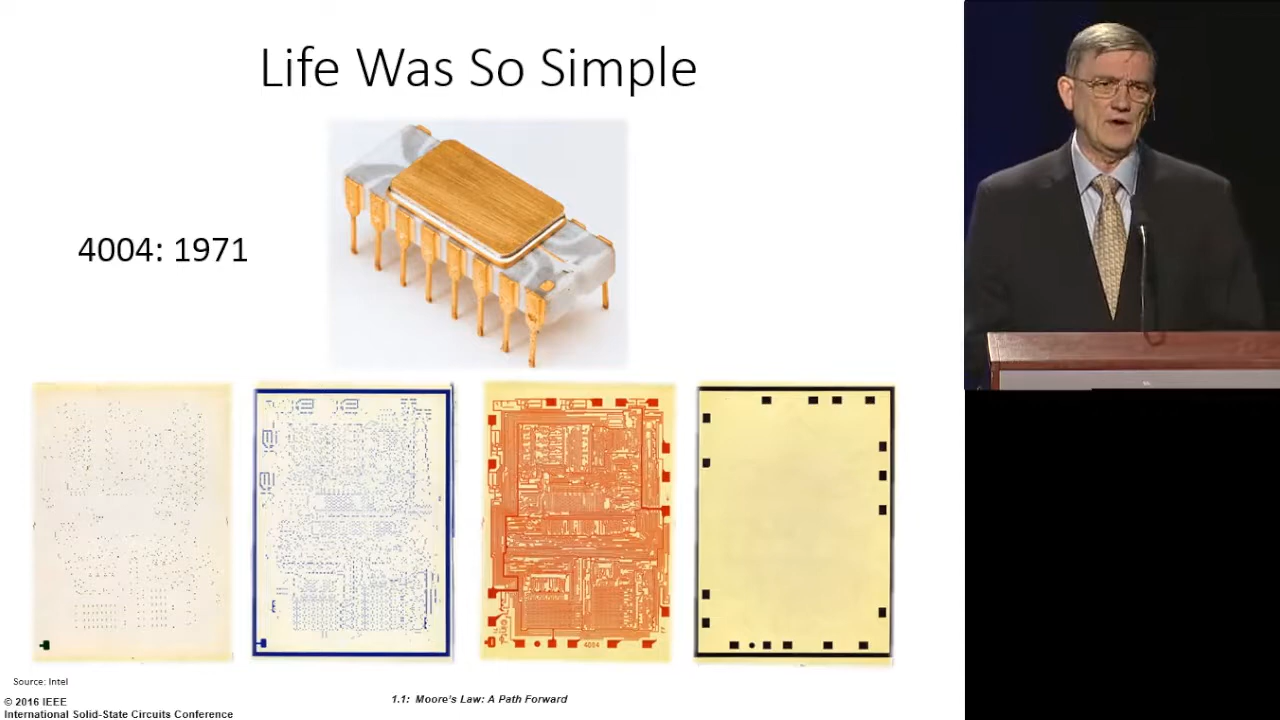 Life Was So Simple
4004: 1971
4004
Source: Intel
© 2016 IEEE
International Solid-State Circuits Conference
1.1: Moore's Law: A Path Forward